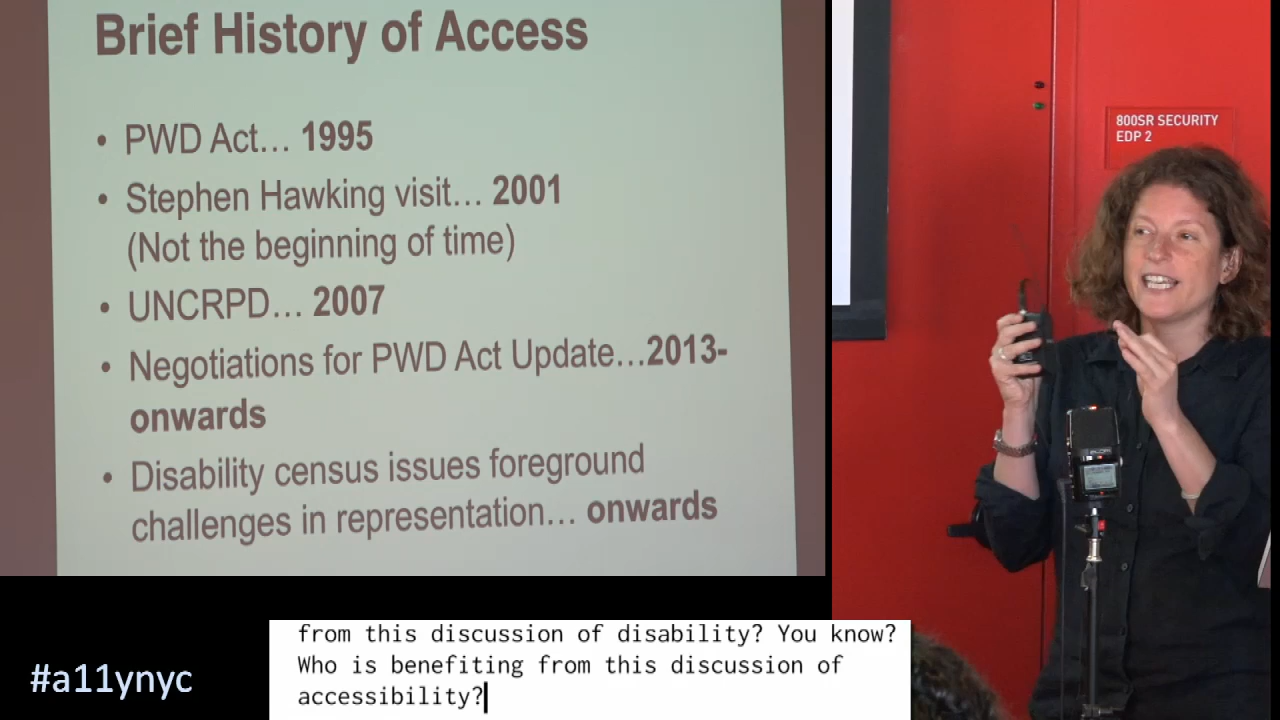 Brief History of Access
• PWD Act... 1995
• Stephen Hawking visit... 2001
(Not the beginning of time)
• UNCRPD... 2007
• Negotiations for PWD Act Update...2013-
onwards
• Disability census issues foreground
challenges in representation... onwards
800SR SECURITY
EDP 2
#a11ynyc
from this discussion of disability? You know?
Who is benefiting from this discussion of
accessibility?